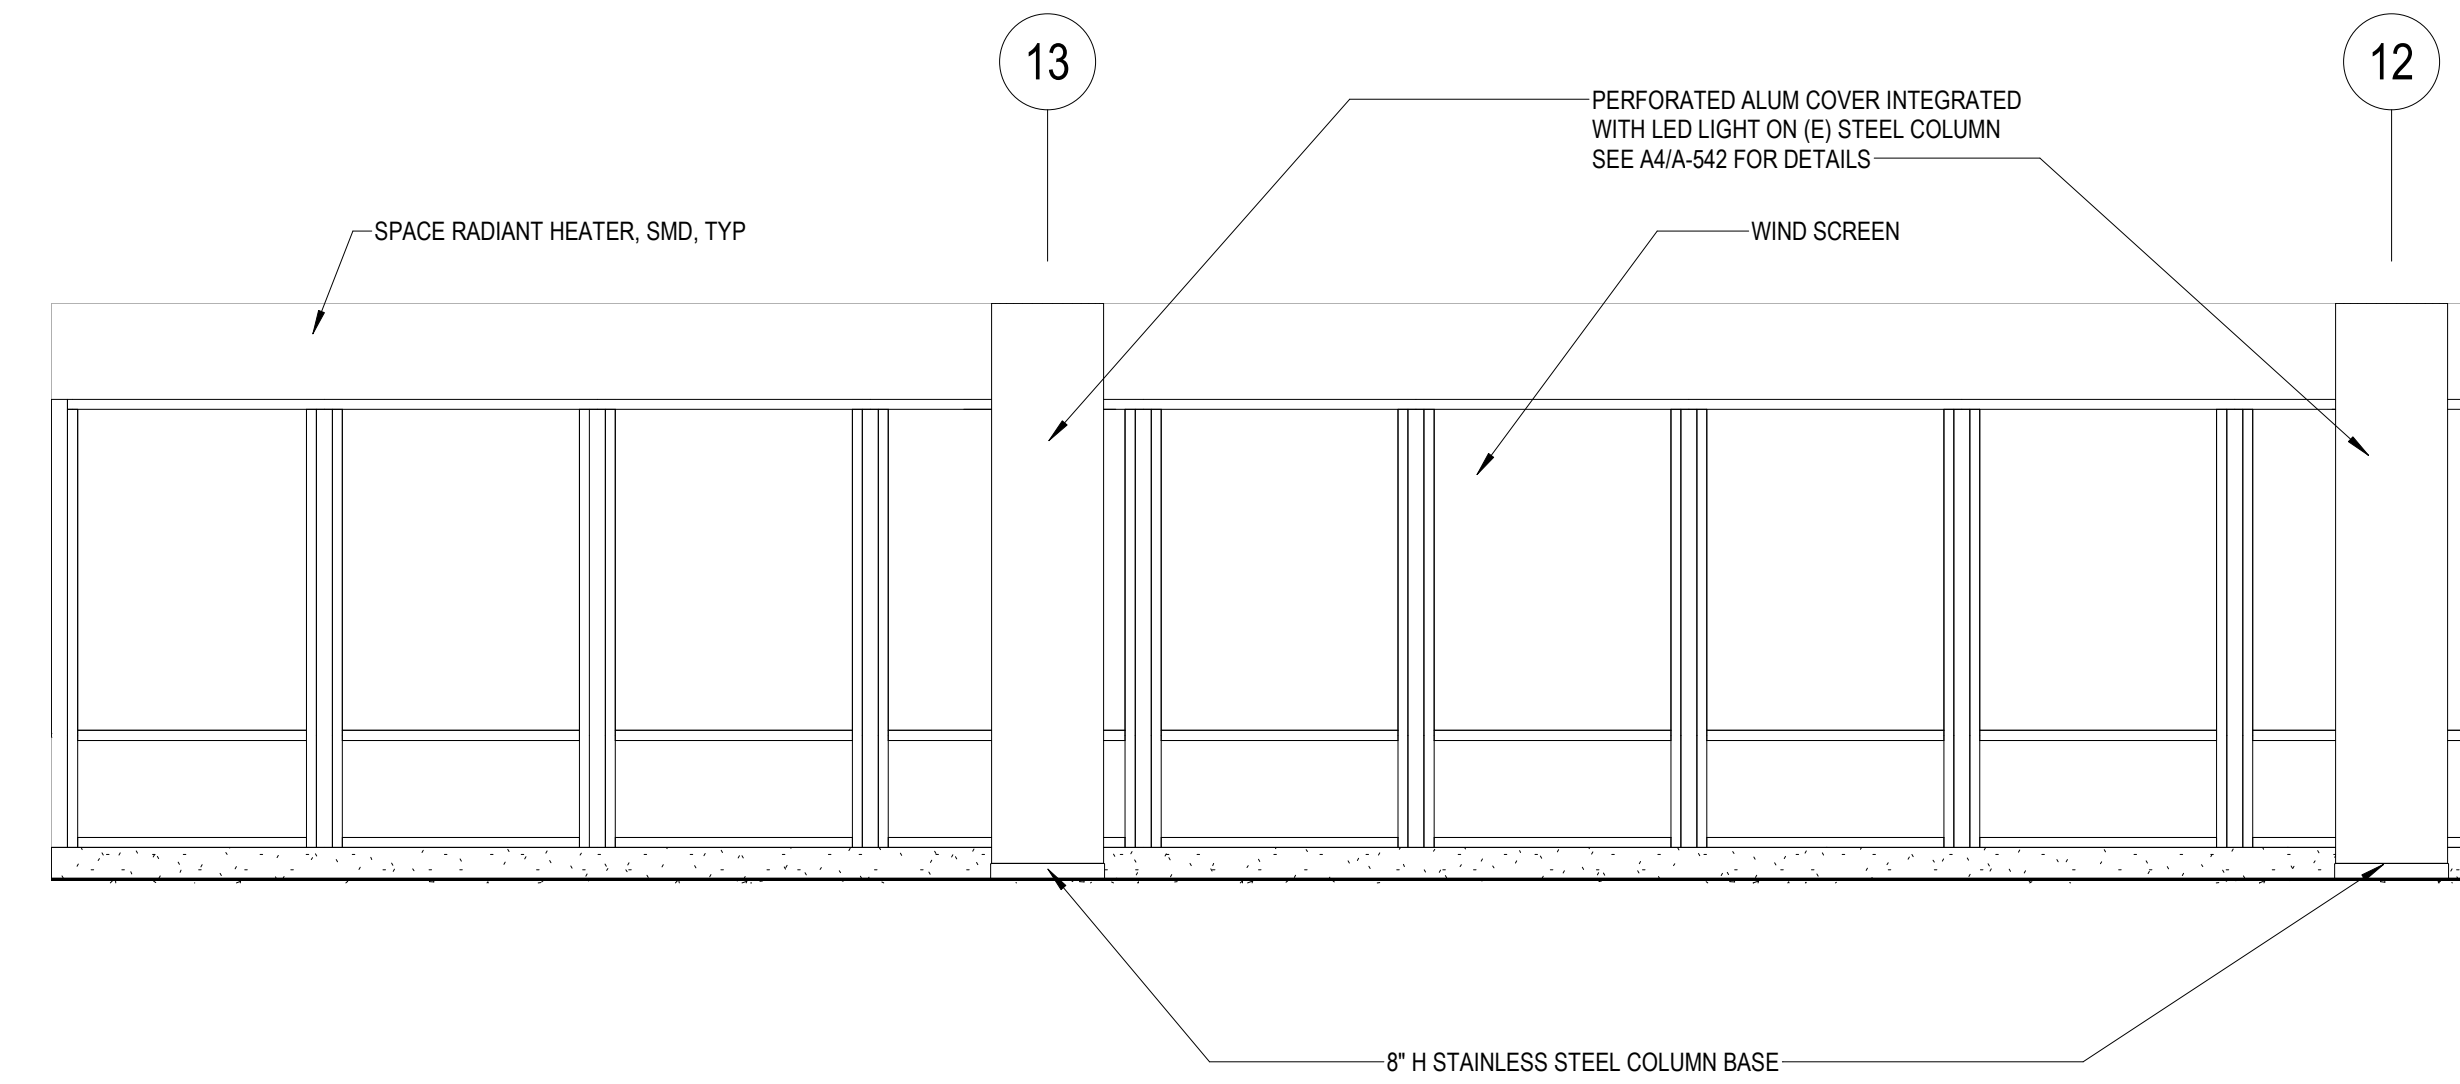 13
12
PERFORATED ALUM COVER INTEGRATED
WITH LED LIGHT ON (E) STEEL COLUMN
SEE A4/A-542 FOR DETAILS
SPACE RADIANT HEATER, SMD, TYP
WIND SCREEN
8" H STAINLESS STEEL COLUMN BASE